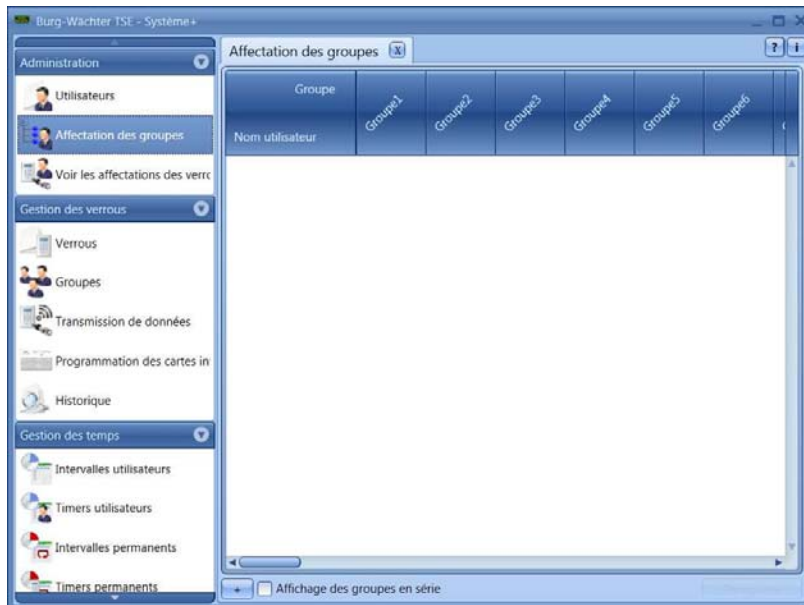 Burg-Wächter TSE - Système+
Administration
Utilisateurs
Affectation des groupes
Voir les affectations des verrc
Gestion des verrous
Verrous
Groupes
Transmission de données
Programmation des cartes in
Historique
Gestion des temps
Intervalles utilisateurs
Timers utilisateurs
Intervalles permanents
Timers permanents
Affectation des groupes x
? i
Groupe
Nom utilisateur
Groupe1 Groupe2 Groupe3 Groupe4 Groupe5 Groupe6
+ Affichage des groupes en série